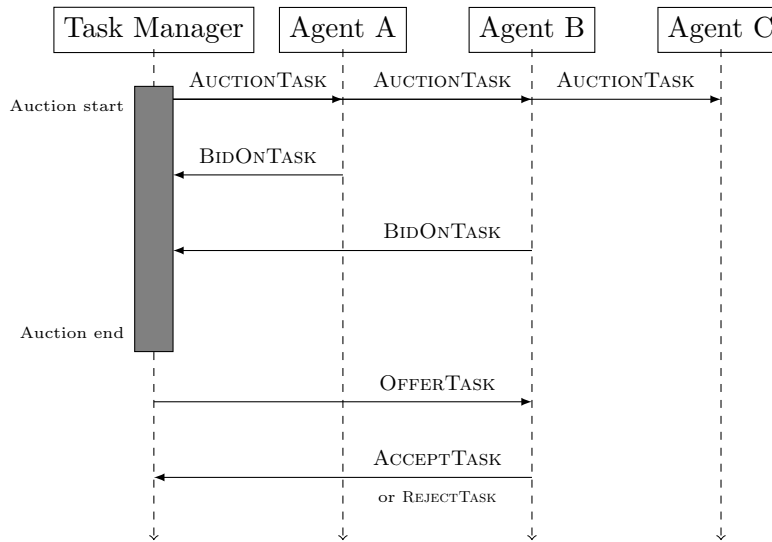 Task Manager Agent A Agent B Agent C
AUCTIONTASK AUCTIONTASK AUCTIONTASK
Auction start
BIDONTASK
BIDONTASK
Auction end
OFFERTASK
ACCEPTTASK
or REJECTTASK